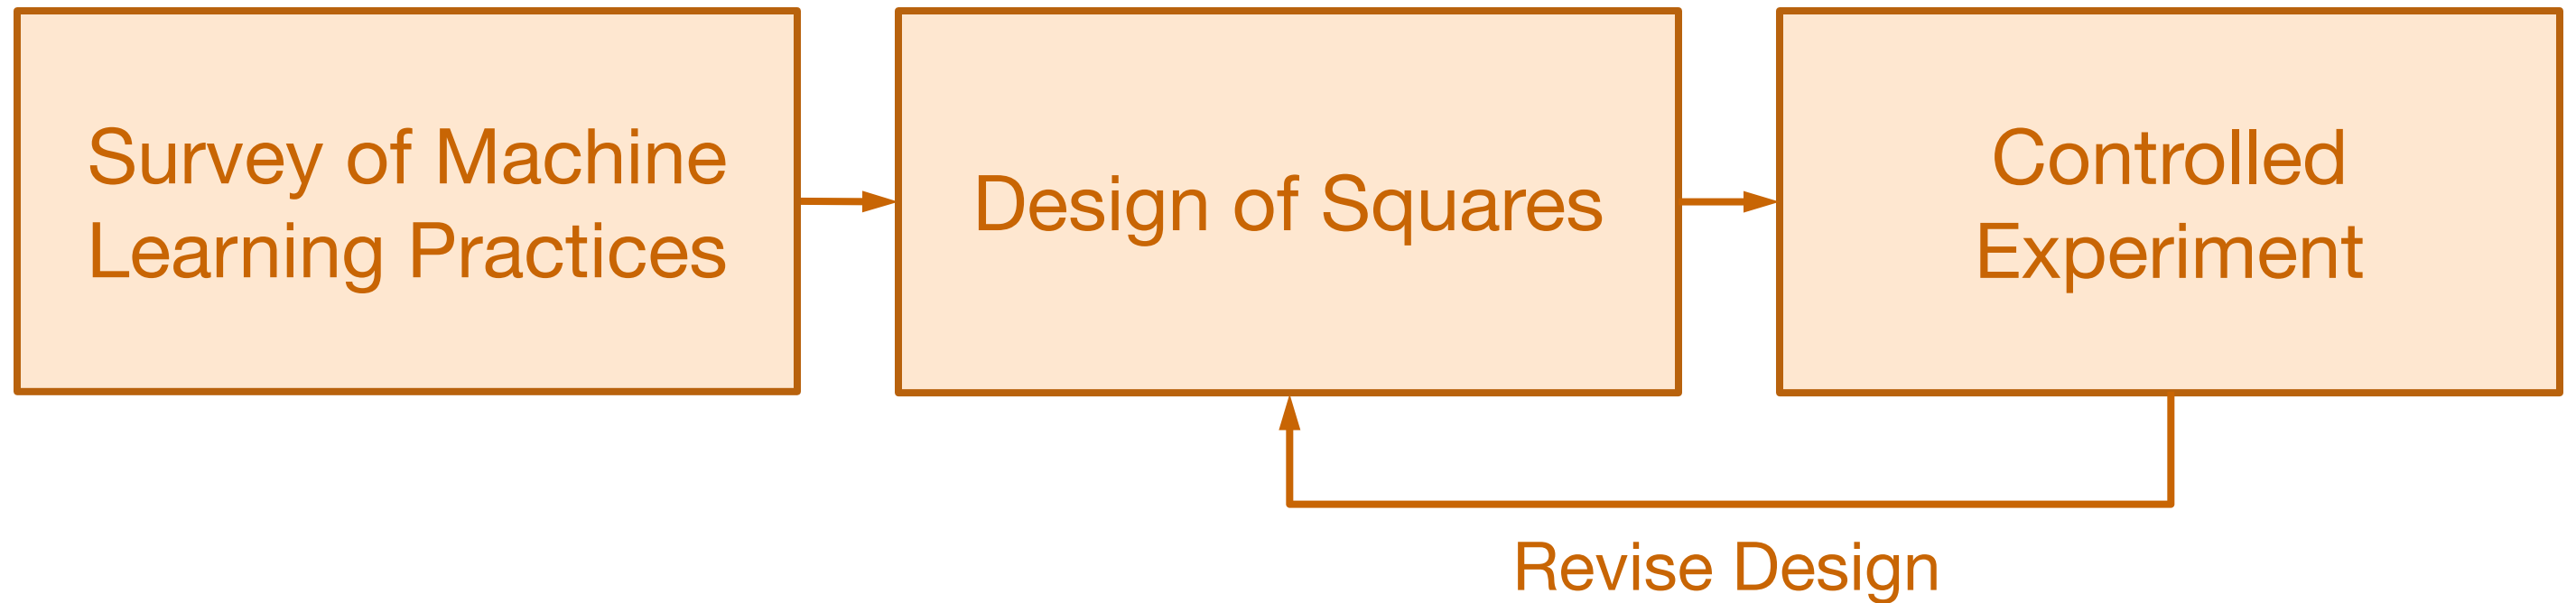 Survey of Machine
Learning Practices
Design of Squares
Controlled
Experiment
Revise Design